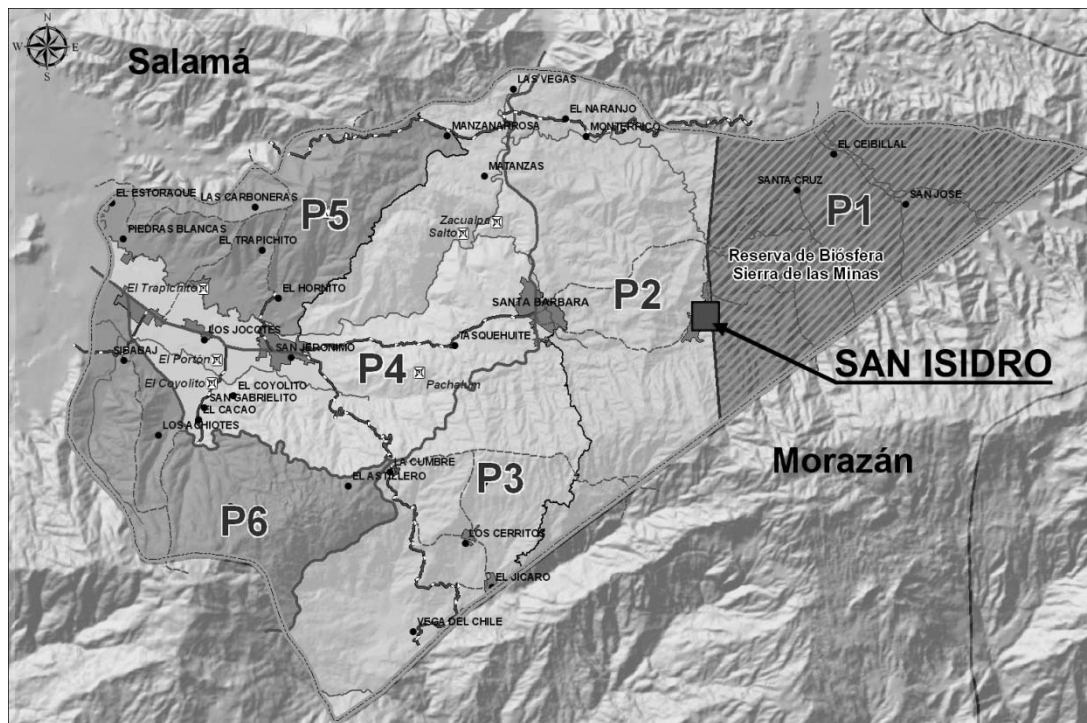 N
W
E
S
Salamá
LAS VEGAS
EL NARANJO
MANZANARROSA
MONTERRICO
EL CEIBILLAL
MATANZAS
SANTA CRUZ
EL ESTORAQUE
LAS CARBONERAS
P5
P1
SAN JOSE
Zacualpa
Salto
PIEDRAS BLANCAS
EL TRAPICHITO
Reserva de Biósfera
Sierra de las Minas
El Trapichito
EL HORNITO
P2
SANTA BARBARA
LOS JOCOTES
TASQUEHUITE
SIBABAJ
El Portón
SAN JERONIMO
SAN ISIDRO
P4
Pachalum
El Coyolito
EL COYOLITO
SAN GABRIELITO
EL CACAO
LOS ACHIOTES
Morazán
LA CUMBRE
P3
EL ASTILLERO
P6
LOS CERRITOS
EL JÍCARO
VEGA DEL CHILE